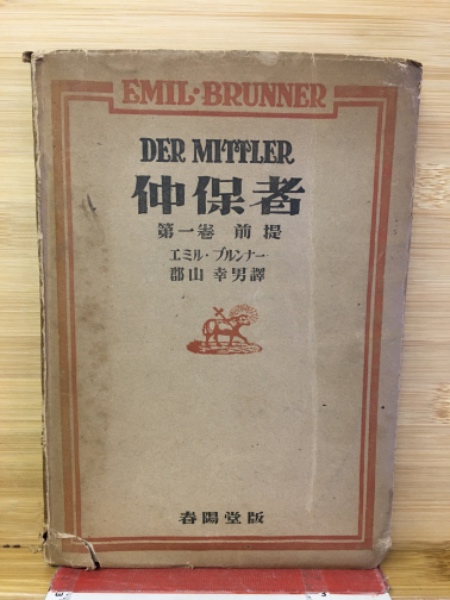 EMIL·BRUNNER
DER MITTLER
仲保者
第一卷 前提
エミル・ブルンナー
郡山幸男譯
春陽堂版